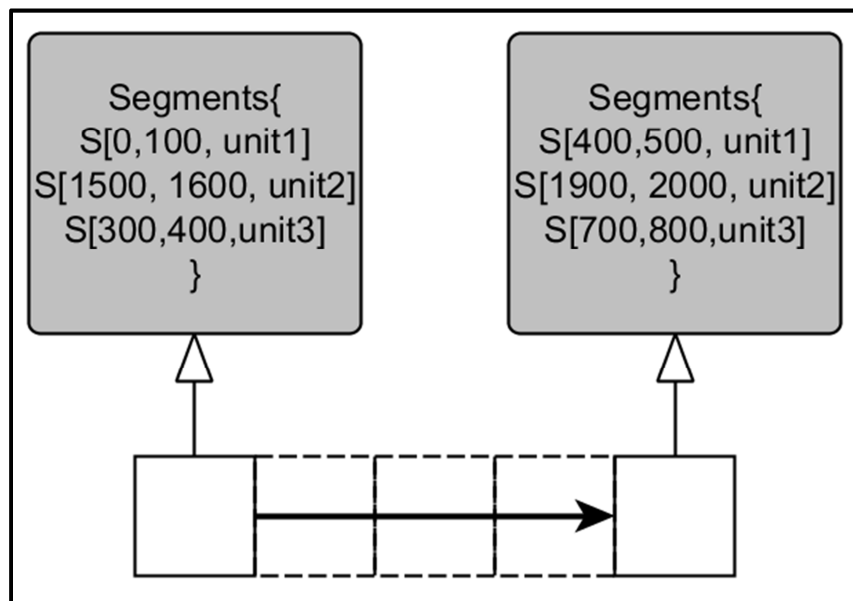 Segments{
S[0,100, unit1]
S[1500, 1600, unit2]
S[300,400,unit3]
}
Segments{
S[400,500, unit1]
S[1900, 2000, unit2]
S[700,800,unit3]
}